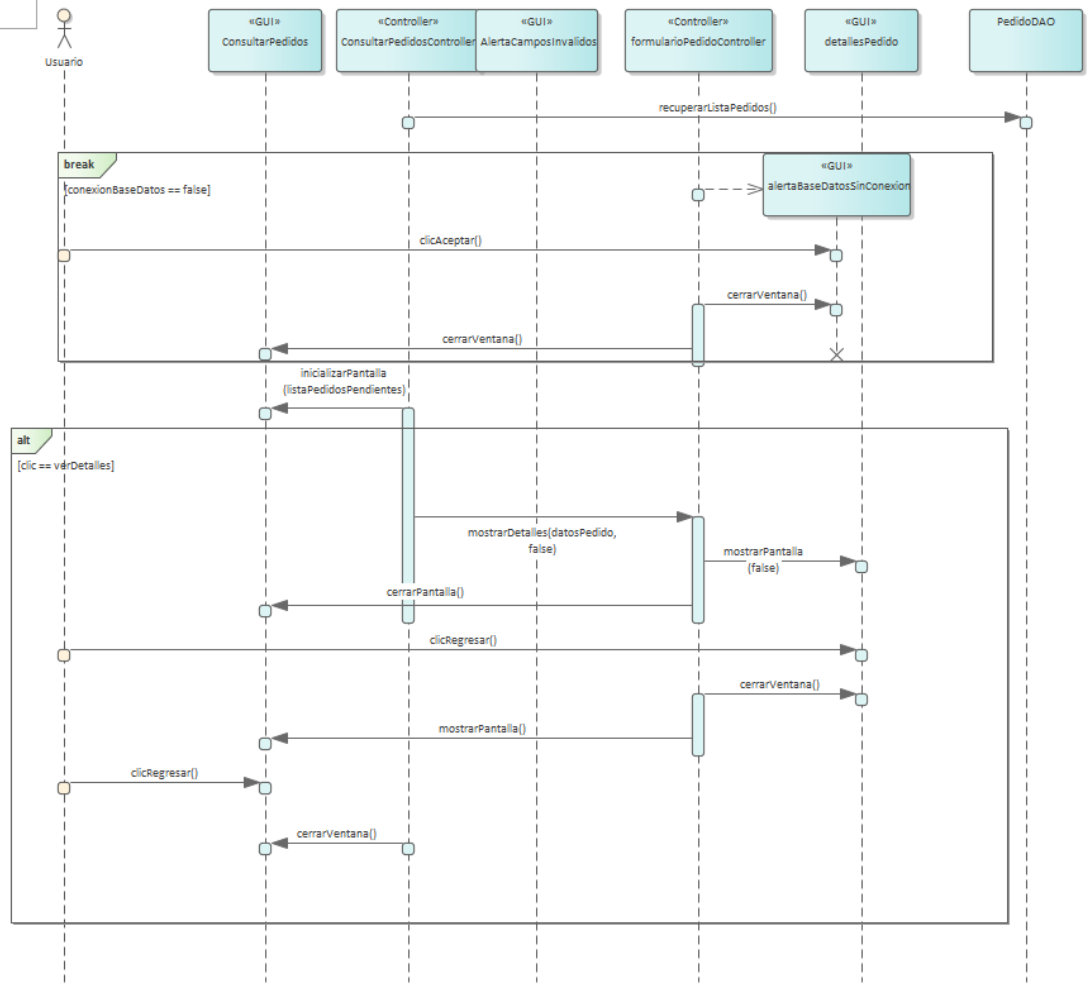 «GUI»
ConsultarPedidos
«Controller»
ConsultarPedidosController
«GUI»
AlertaCamposInvalidos
«Controller»
formularioPedidoController
«GUI»
detallesPedido
PedidoDAO
Usuario
recuperarListaPedidos()
break
[conexionBaseDatos == false]
«GUI»
alertaBaseDatosSinConexion
clicAceptar()
cerrarVentana()
cerrarVentana()
inicializarPantalla
(listaPedidosPendientes)
alt
[clic == verDetalles]
mostrarDetalles(datosPedido,
false)
mostrarPantalla
(false)
cerrarPantalla()
clicRegresar()
cerrarVentana()
mostrarPantalla()
clicRegresar()
cerrarVentana()